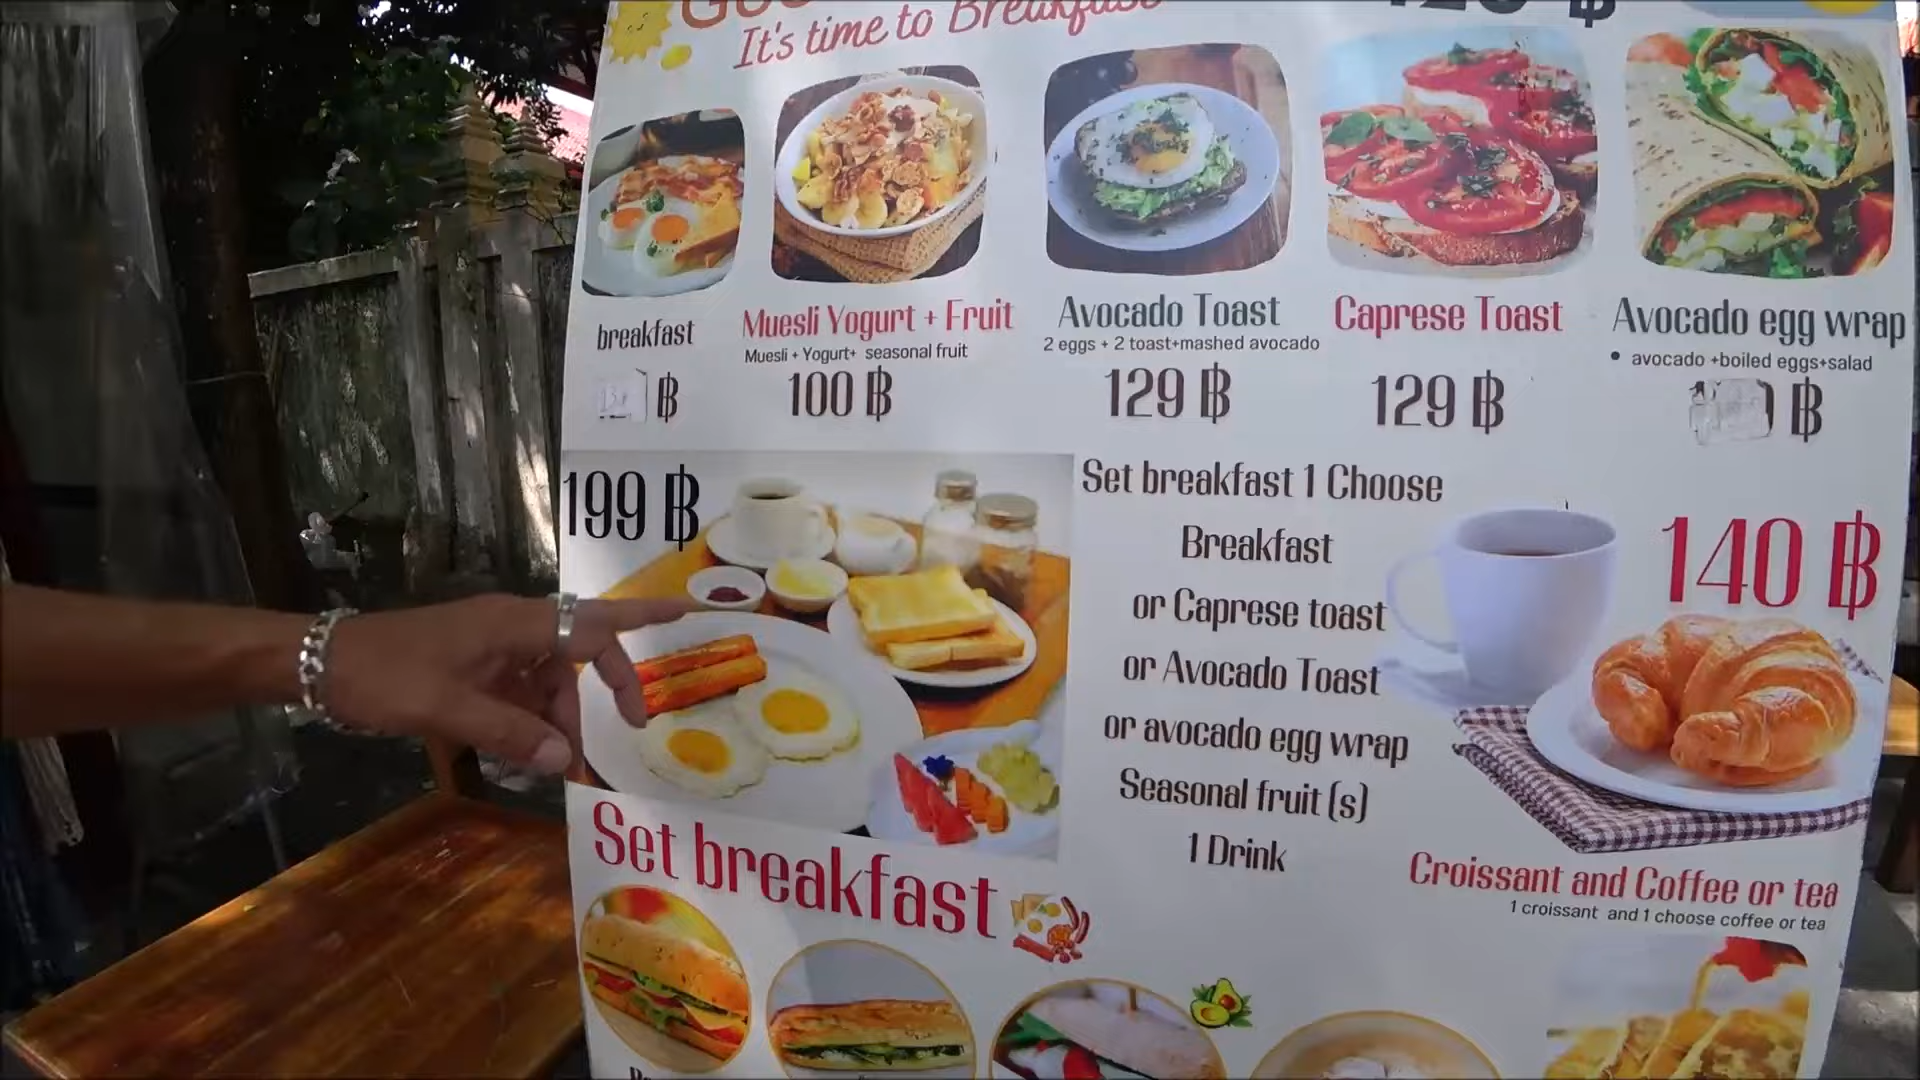 It's time to Breakfast
breakfast
฿
Muesli Yogurt + Fruit
Muesli + Yogurt+ seasonal fruit
100 ฿
Avocado Toast
2 eggs + 2 toast+mashed avocado
129 ฿
Caprese Toast
129 ฿
Avocado egg wrap
• avocado +boiled eggs+salad
฿
199 ฿
Set breakfast
Set breakfast 1 Choose
Breakfast
or Caprese toast
or Avocado Toast
or avocado egg wrap
Seasonal fruit (s)
1 Drink
140 ฿
Croissant and Coffee or tea
1 croissant and 1 choose coffee or tea